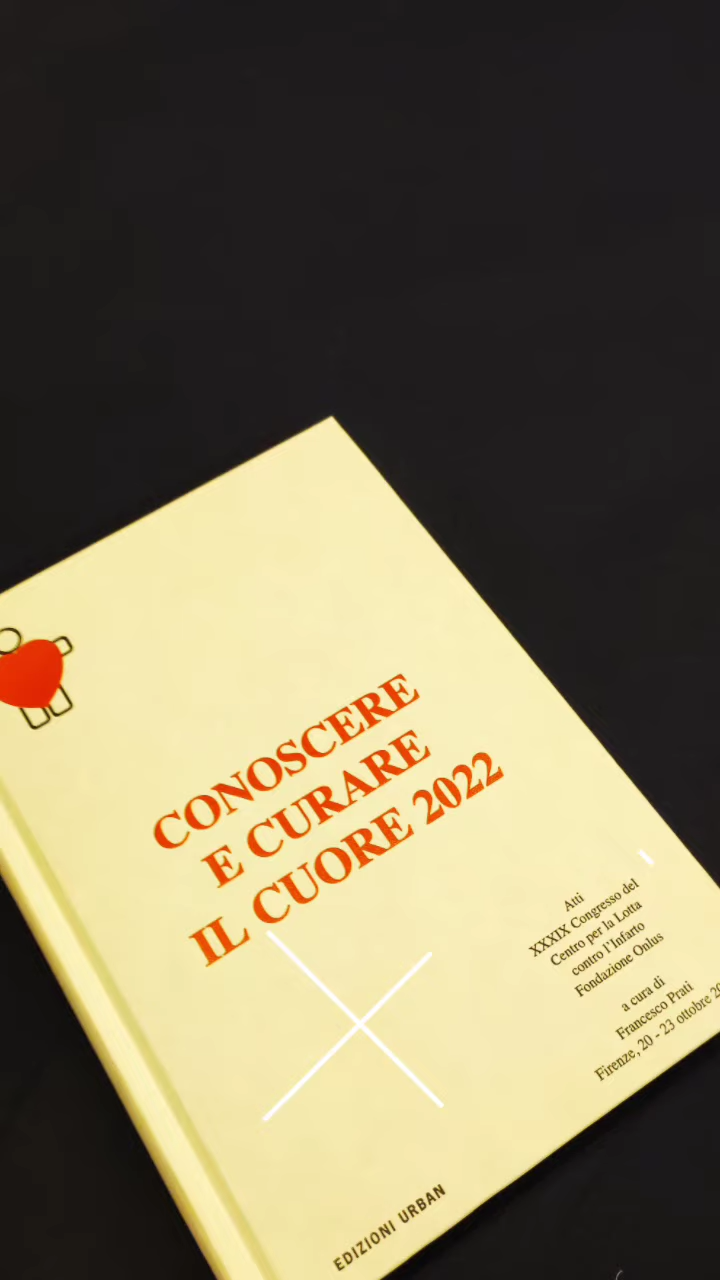 CONOSCERE
E CURARE
IL CUORE 2022
Atti
XXXIX Congresso del
Centro per la Lotta
contro l'Infarto
Fondazione Onlus
a cura di
Francesco Prati
Firenze, 20 - 23 ottobre
EDIZIONI URBAN